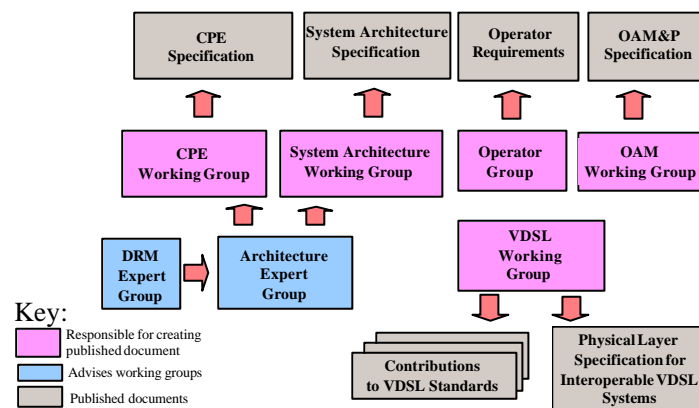 CPE
Specification
System Architecture
Specification
Operator
Requirements
OAM&P
Specification
CPE
Working Group
System Architecture
Working Group
Operator
Group
OAM
Working Group
DRM
Expert
Group
Architecture
Expert
Group
VDSL
Working
Group
Key:
Responsible for creating
published document
Advises working groups
Published documents
Contributions
to VDSL Standards
Physical Layer
Specification for
Interoperable VDSL
Systems